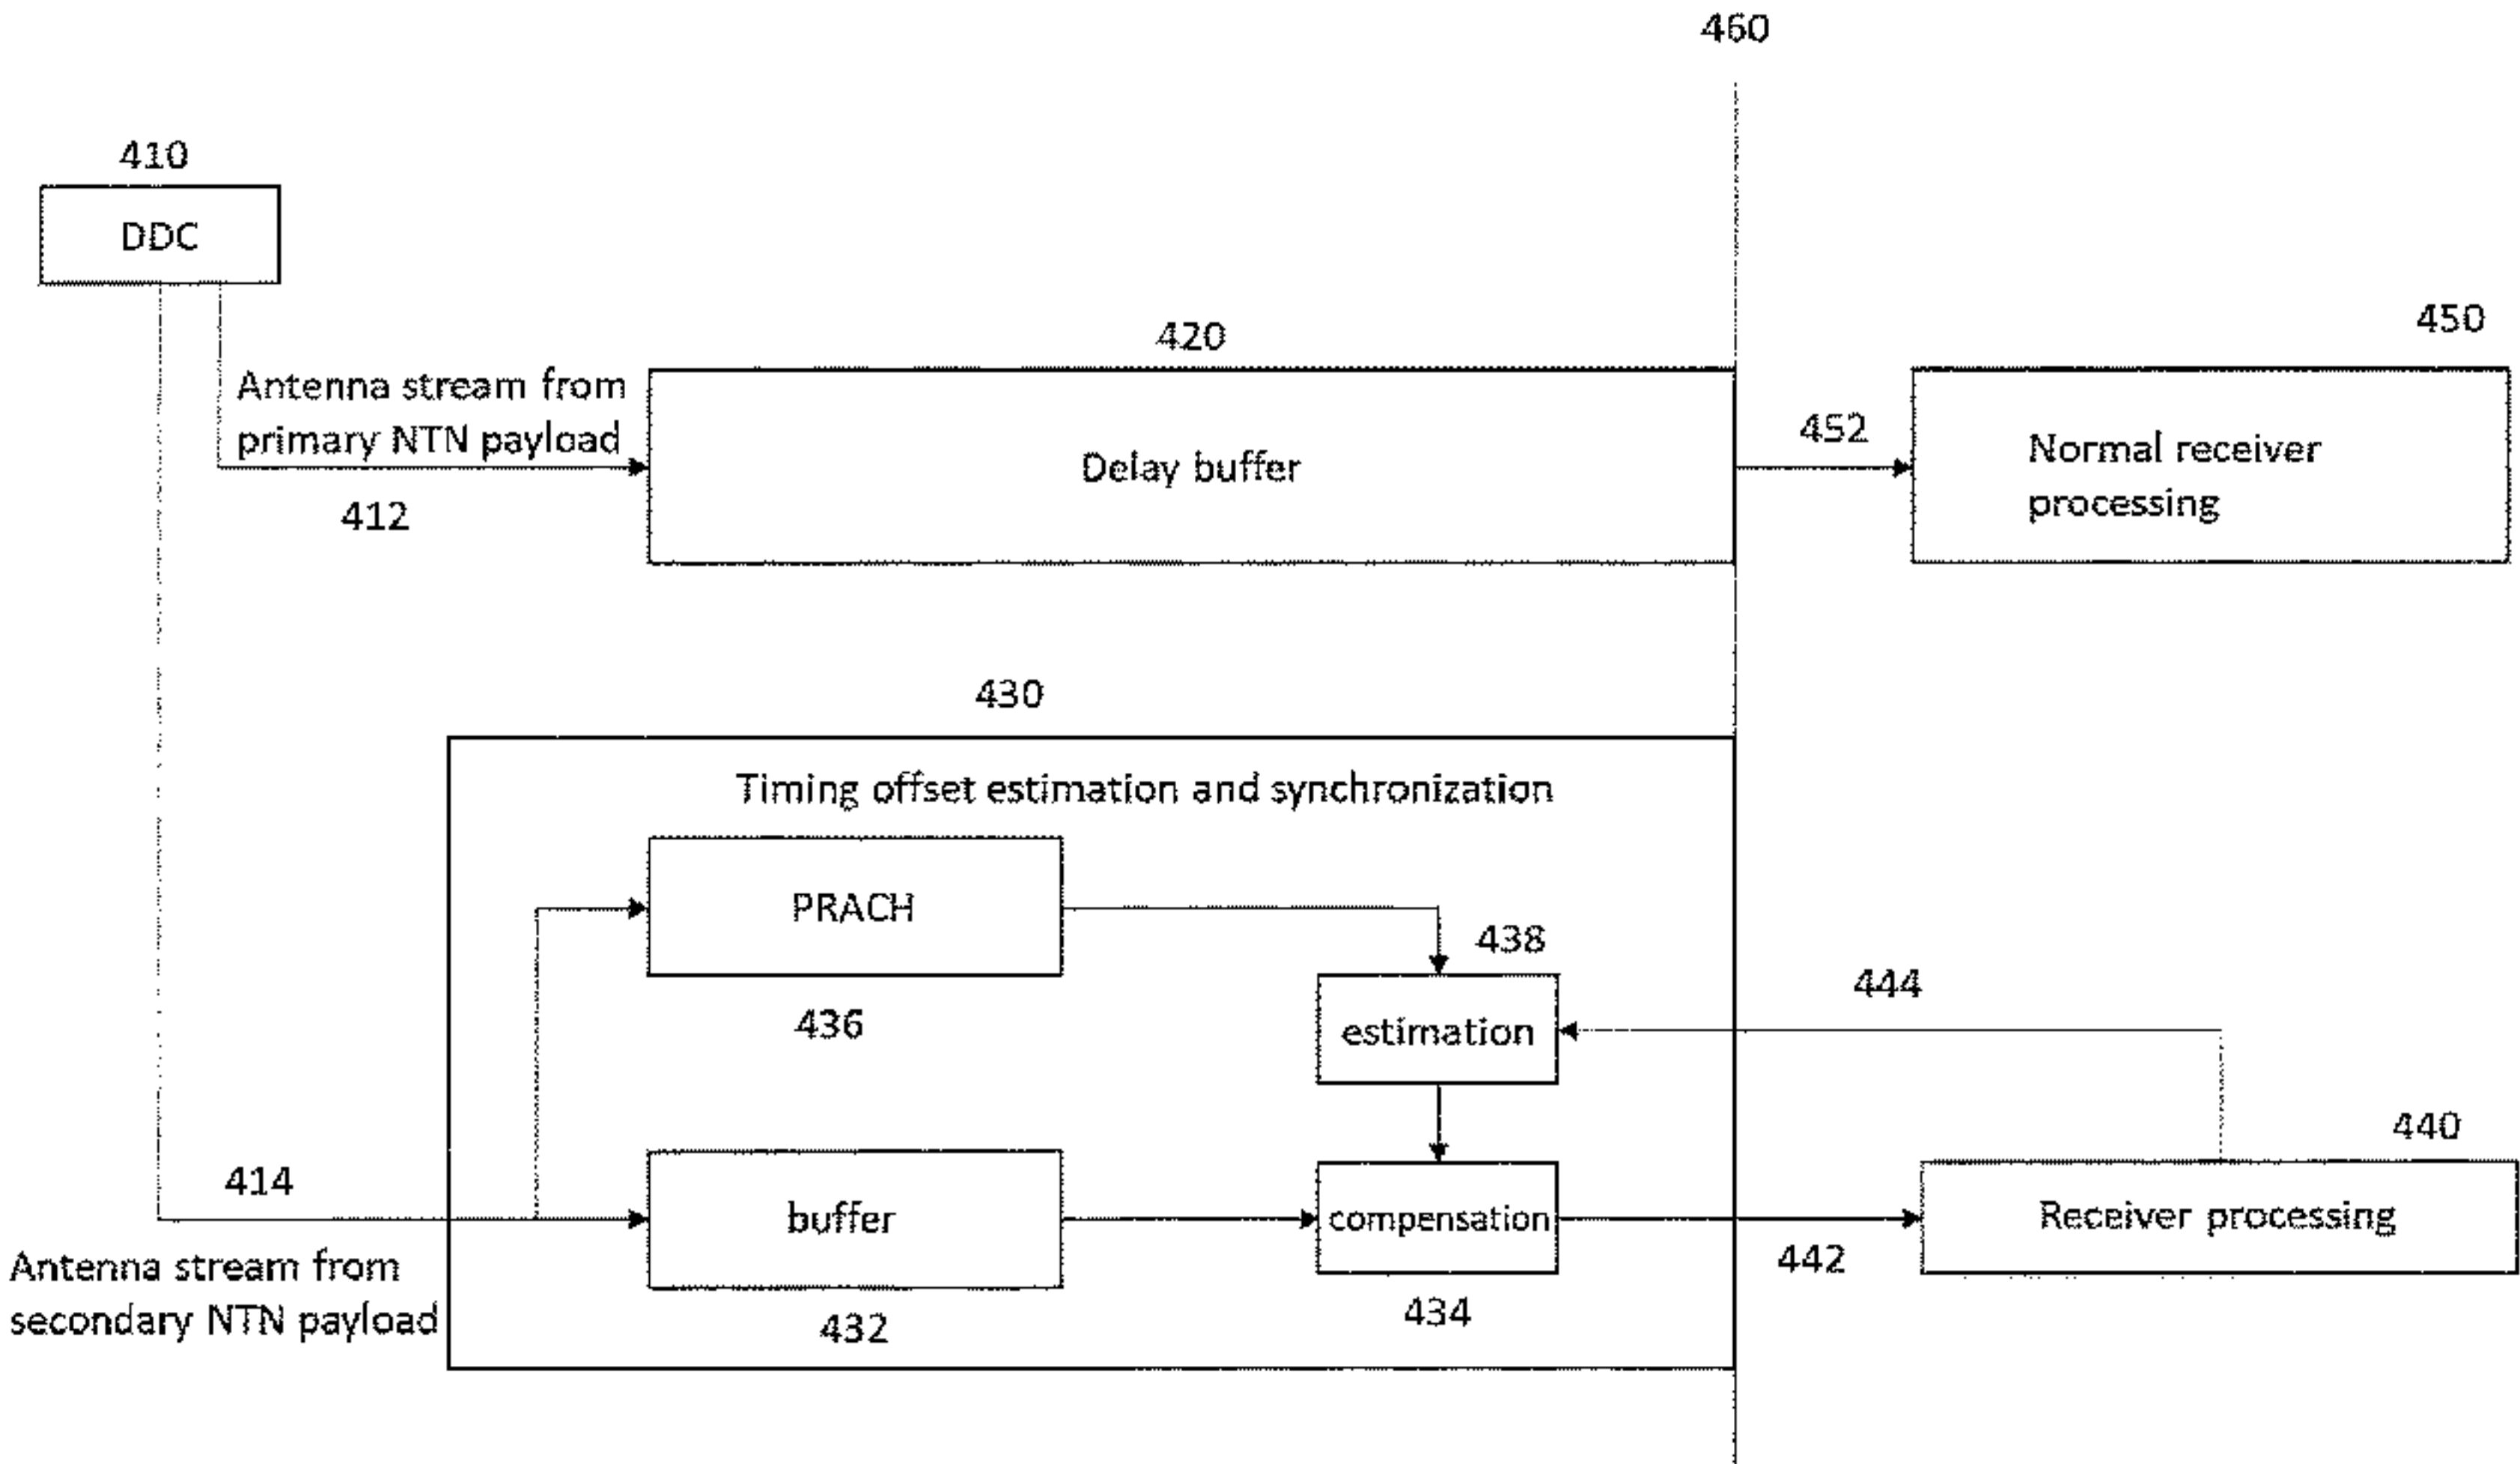 460
410
DDC
420
450
Antenna stream from
primary NTN payload
412
Delay buffer
452
Normal receiver
processing
430
Timing offset estimation and synchronization
PRACH
436
438
estimation
444
440
414
buffer
432
compensation
434
442
Receiver processing
Antenna stream from
secondary NTN payload